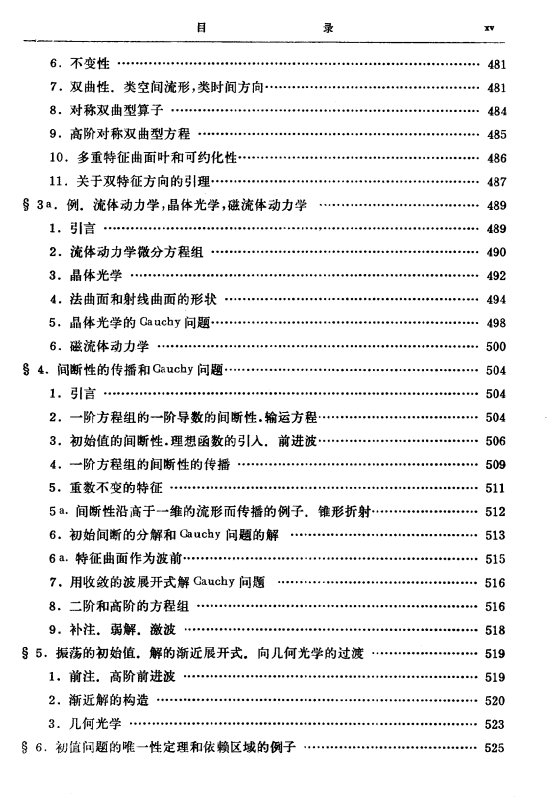 目 录 xv
6. 不变性 …… 481
7. 双曲性. 类空间流形,类时间方向 …… 481
8. 对称双曲型算子 …… 484
9. 高阶对称双曲型方程 …… 485
10. 多重特征曲面叶和可约化性 …… 486
11. 关于双特征方向的引理 …… 487
§ 3a. 例. 流体动力学,晶体光学,磁流体动力学 …… 489
1. 引言 …… 489
2. 流体动力学微分方程组 …… 490
3. 晶体光学 …… 492
4. 法曲面和射线曲面的形状 …… 494
5. 晶体光学的 Cauchy 问题 …… 498
6. 磁流体动力学 …… 500
§ 4. 间断性的传播和 Cauchy 问题 …… 504
1. 引言 …… 504
2. 一阶方程组的一阶导数的间断性.输运方程 …… 504
3. 初始值的间断性.理想函数的引入. 前进波 …… 506
4. 一阶方程组的间断性的传播 …… 509
5. 重数不变的特征 …… 511
5a. 间断性沿高于一维的流形而传播的例子. 锥形折射 …… 512
6. 初始间断的分解和 Cauchy 问题的解 …… 513
6a. 特征曲面作为波前 …… 515
7. 用收敛的波展开式解 Cauchy 问题 …… 516
8. 二阶和高阶的方程组 …… 516
9. 补注. 弱解. 激波 …… 518
§ 5. 振荡的初始值. 解的渐近展开式. 向几何光学的过渡 …… 519
1. 前注. 高阶前进波 …… 519
2. 渐近解的构造 …… 520
3. 几何光学 …… 523
§ 6. 初值问题的唯一性定理和依赖区域的例子 …… 525